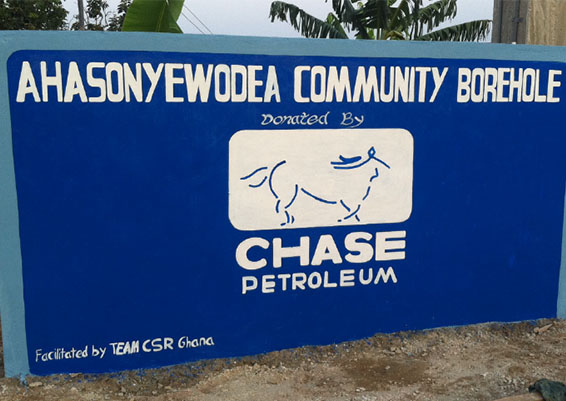 AHASONYEWODEA COMMUNITY BOREHOLE
Donated By
CHASE
PETROLEUM
Facilitated by TEAM CSR Ghana